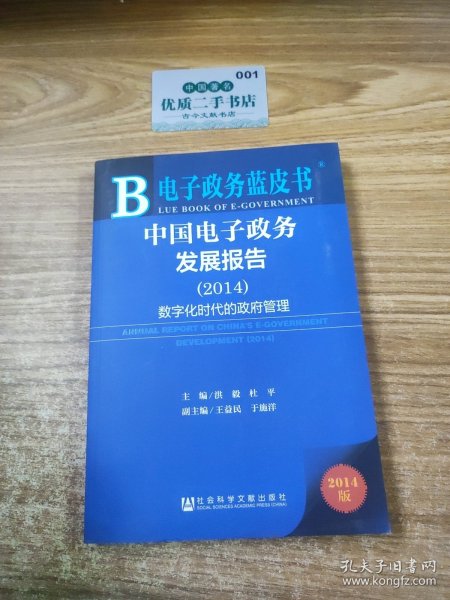 中国著名
001
优质二手书店
古今文献书店
B 电子政务蓝皮书®
LUE BOOK OF E-GOVERNMENT
中国电子政务
发展报告
(2014)
数字化时代的政府管理
ANNUAL REPORT ON CHINA'S E-GOVERNMENT
DEVELOPMENT (2014)
主 编/洪 毅 杜 平
副主编/王益民 于施洋
社会科学文献出版社
SOCIAL SCIENCES ACADEMIC PRESS (CHINA)
2014
版
孔夫子旧书网
www.kongfz.com